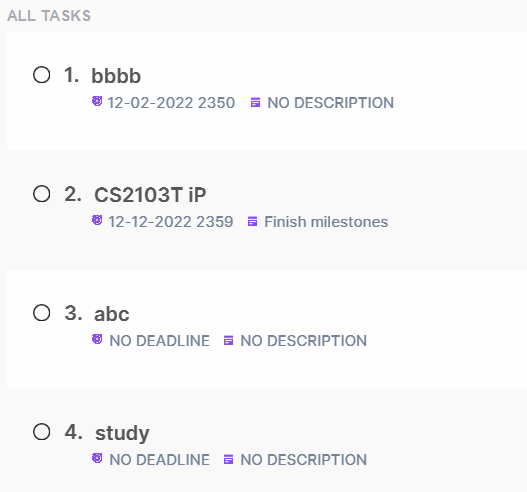 ALL TASKS
1. bbbb
12-02-2022 2350 NO DESCRIPTION
2. CS2103T iP
12-12-2022 2359 Finish milestones
3. abc
NO DEADLINE NO DESCRIPTION
4. study
NO DEADLINE NO DESCRIPTION